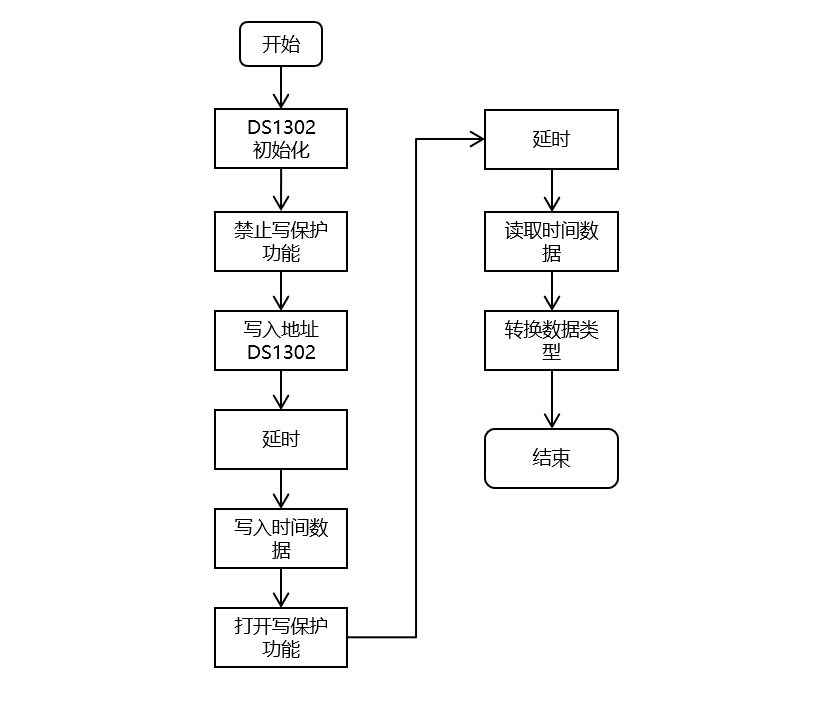 开始
DS1302
初始化
禁止写保护
功能
写入地址
DS1302
延时
写入时间数
据
打开写保护
功能
延时
读取时间数
据
转换数据类
型
结束